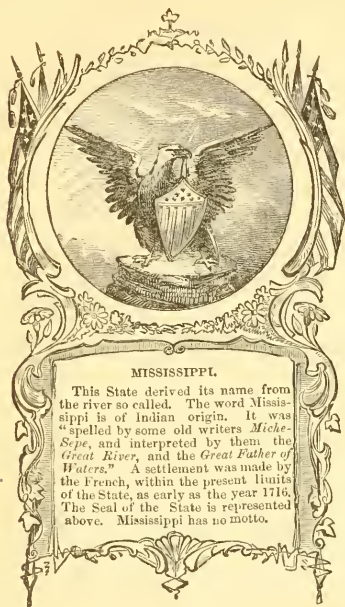 MISSISSIPPI.
This State derived its name from
the river so called. The word Missis-
sippi is of Indian origin. It was
"spelled by some old writers Miche-
Sepe, and interpreted by them the
Great River, and the Great Father of
Waters." A settlement was made by
the French, within the present limits
of the State, as early as the year 1716.
The Seal of the State is represented
above. Mississippi has no motto.